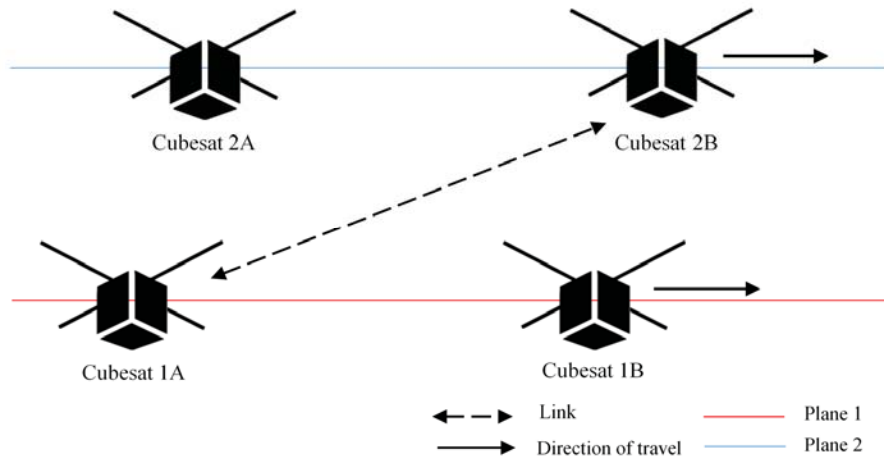 Cubesat 2A
Cubesat 2B
Cubesat 1A
Cubesat 1B
Link
Plane 1
Direction of travel
Plane 2